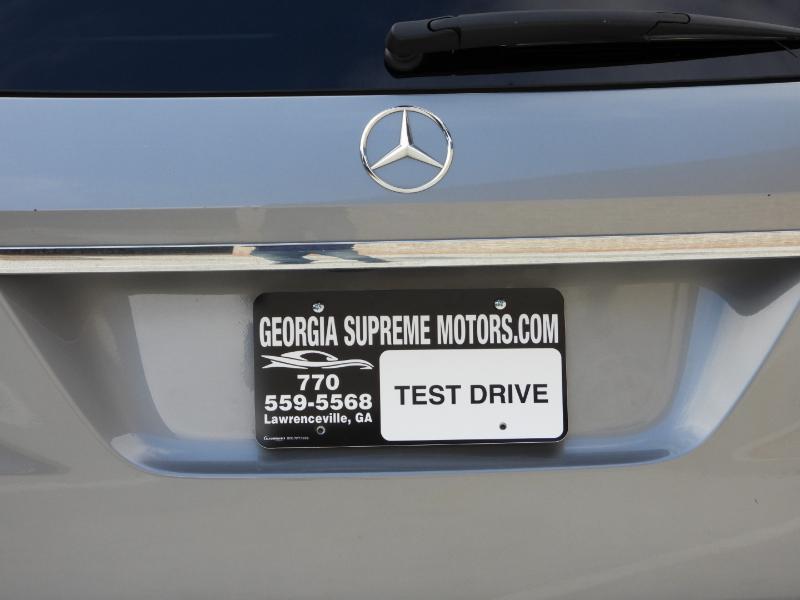 GEORGIA SUPREME MOTORS.COM
770
559-5568
Lawrenceville, GA
TEST DRIVE